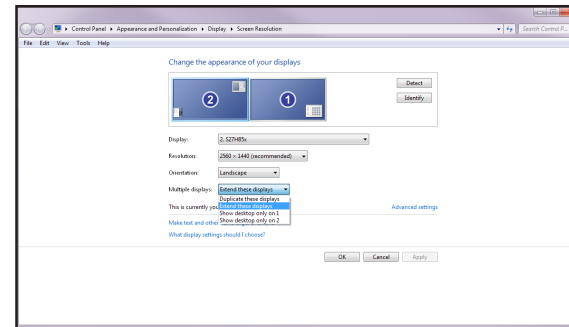 Control Panel ▸ Appearance and Personalization ▸ Display ▸ Screen Resolution
Search Control P...
File Edit View Tools Help
Change the appearance of your displays
2
1
Detect
Identify
Display: 2. S27H85x
Resolution: 2560 × 1440 (recommended)
Orientation: Landscape
Multiple displays: Extend these displays
Duplicate these displays
This is currently you
Extend these displays
Advanced settings
Show desktop only on 1
Make text and other
Show desktop only on 2
What display settings should I choose?
OK Cancel Apply